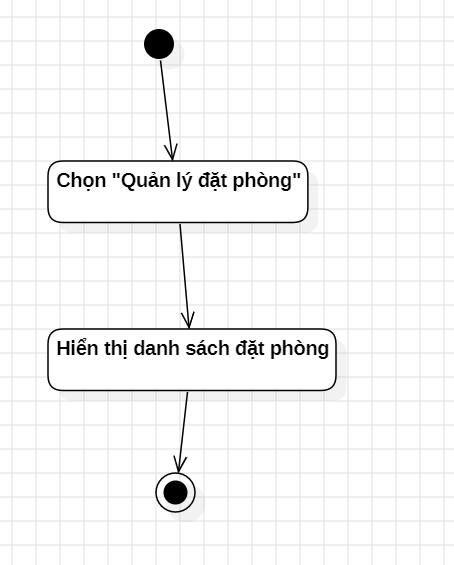 Chọn "Quản lý đặt phòng"
Hiển thị danh sách đặt phòng